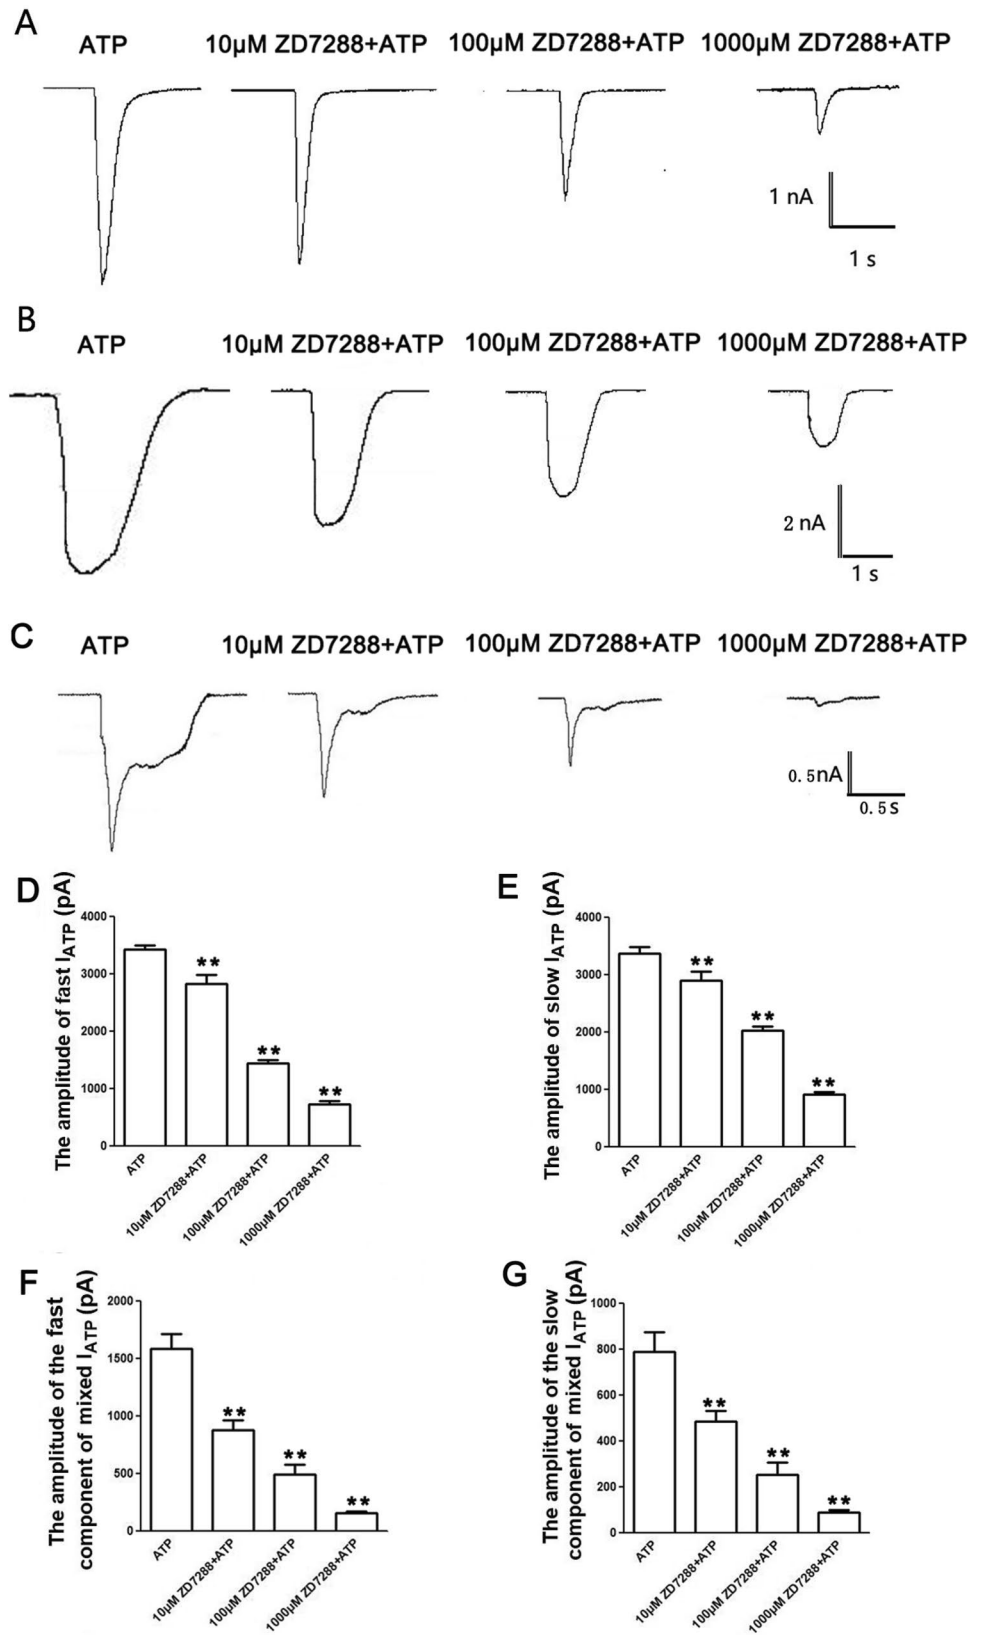 A
ATP 10µM ZD7288+ATP 100µM ZD7288+ATP 1000µM ZD7288+ATP
1 nA
1 s
B
ATP 10µM ZD7288+ATP 100µM ZD7288+ATP 1000µM ZD7288+ATP
2 nA
1 s
C
ATP 10µM ZD7288+ATP 100µM ZD7288+ATP 1000µM ZD7288+ATP
0.5nA
0.5s
D
The amplitude of fast IATP (pA)
4000
3000
2000
1000
0
**
**
**
ATP
10µM ZD7288+ATP
100µM ZD7288+ATP
1000µM ZD7288+ATP
E
The amplitude of slow IATP (pA)
4000
3000
2000
1000
0
**
**
**
ATP
10µM ZD7288+ATP
100µM ZD7288+ATP
1000µM ZD7288+ATP
F
The amplitude of the fast
component of mixed IATP (pA)
2000
1500
1000
500
0
**
**
**
ATP
10µM ZD7288+ATP
100µM ZD7288+ATP
1000µM ZD7288+ATP
G
The amplitude of the slow
component of mixed IATP (pA)
1000
800
600
400
200
0
**
**
**
ATP
10µM ZD7288+ATP
100µM ZD7288+ATP
1000µM ZD7288+ATP